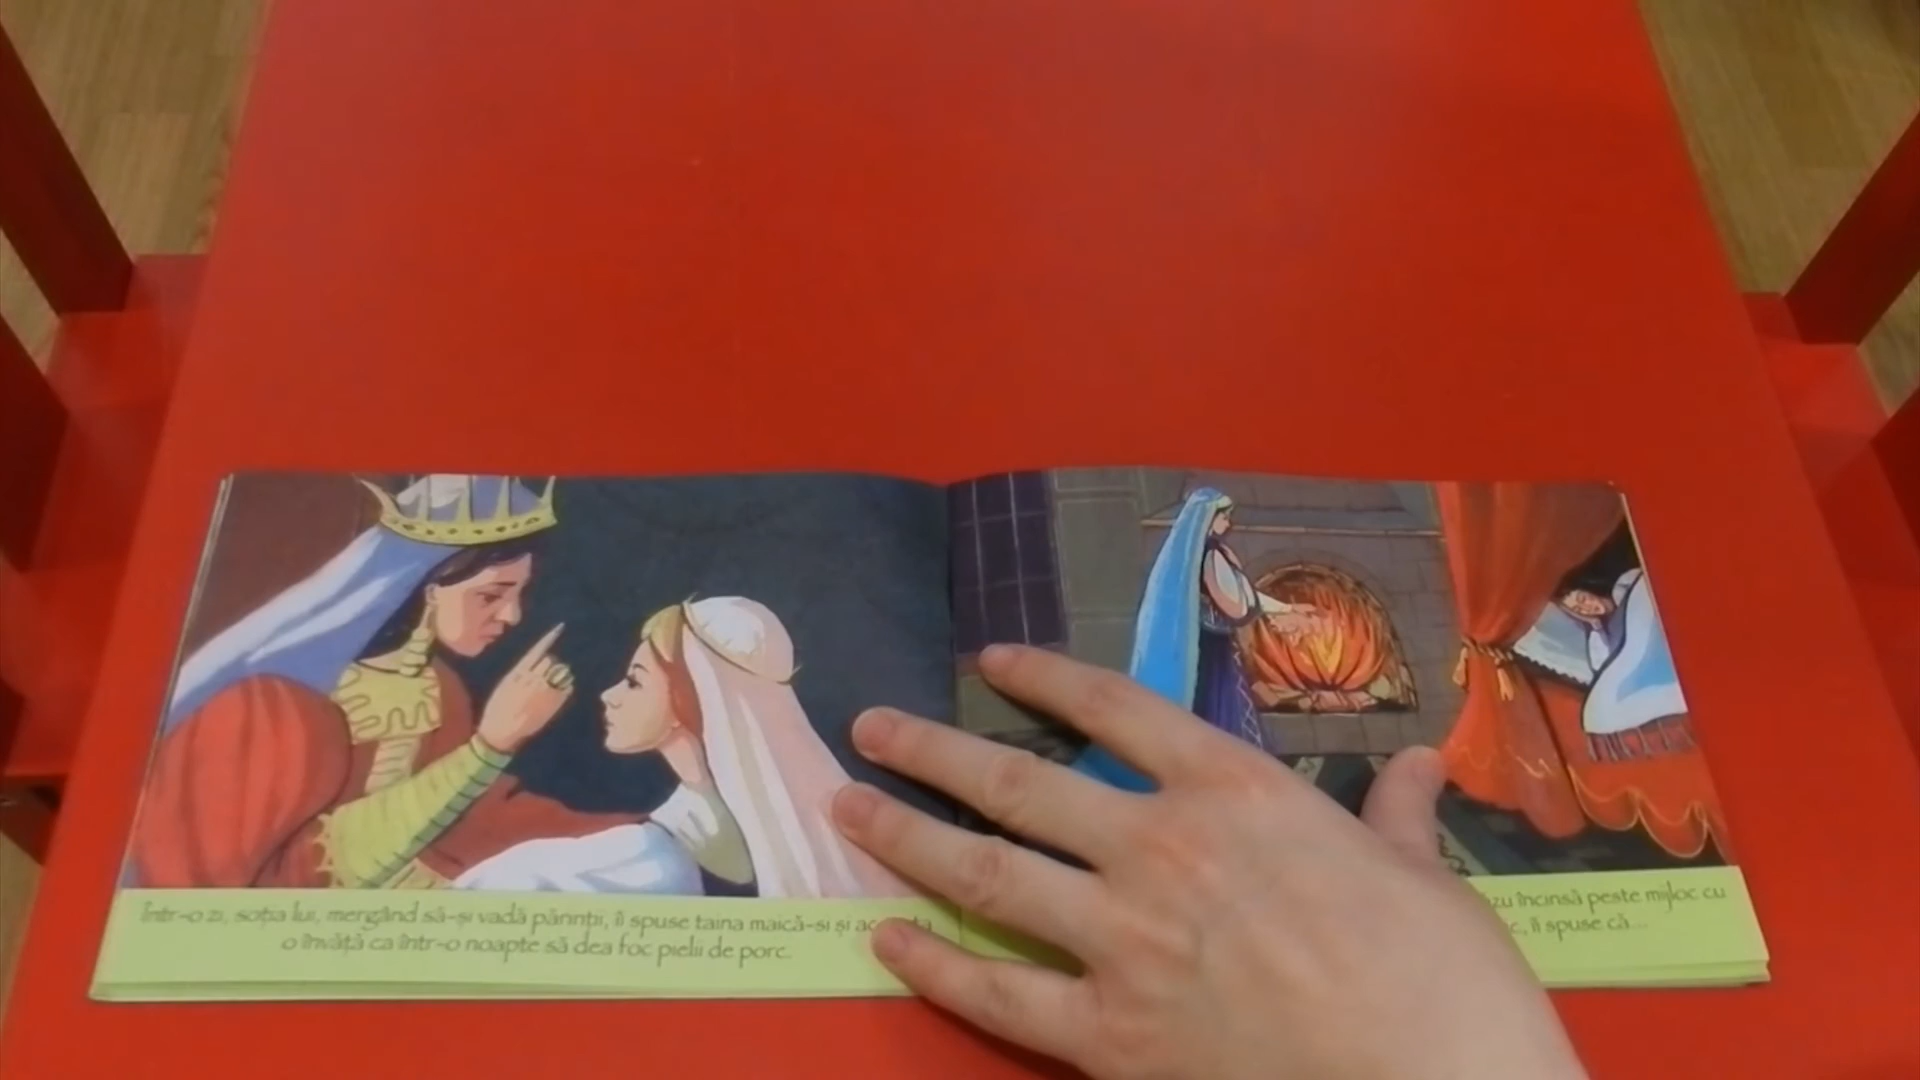 Într-o zi, soția lui, mergând să-și vadă părinții, îi spuse taina maică-si și
o învăță ca într-o noapte să dea foc pielii de porc.
încinsă peste mijloc cu
îi spuse că...